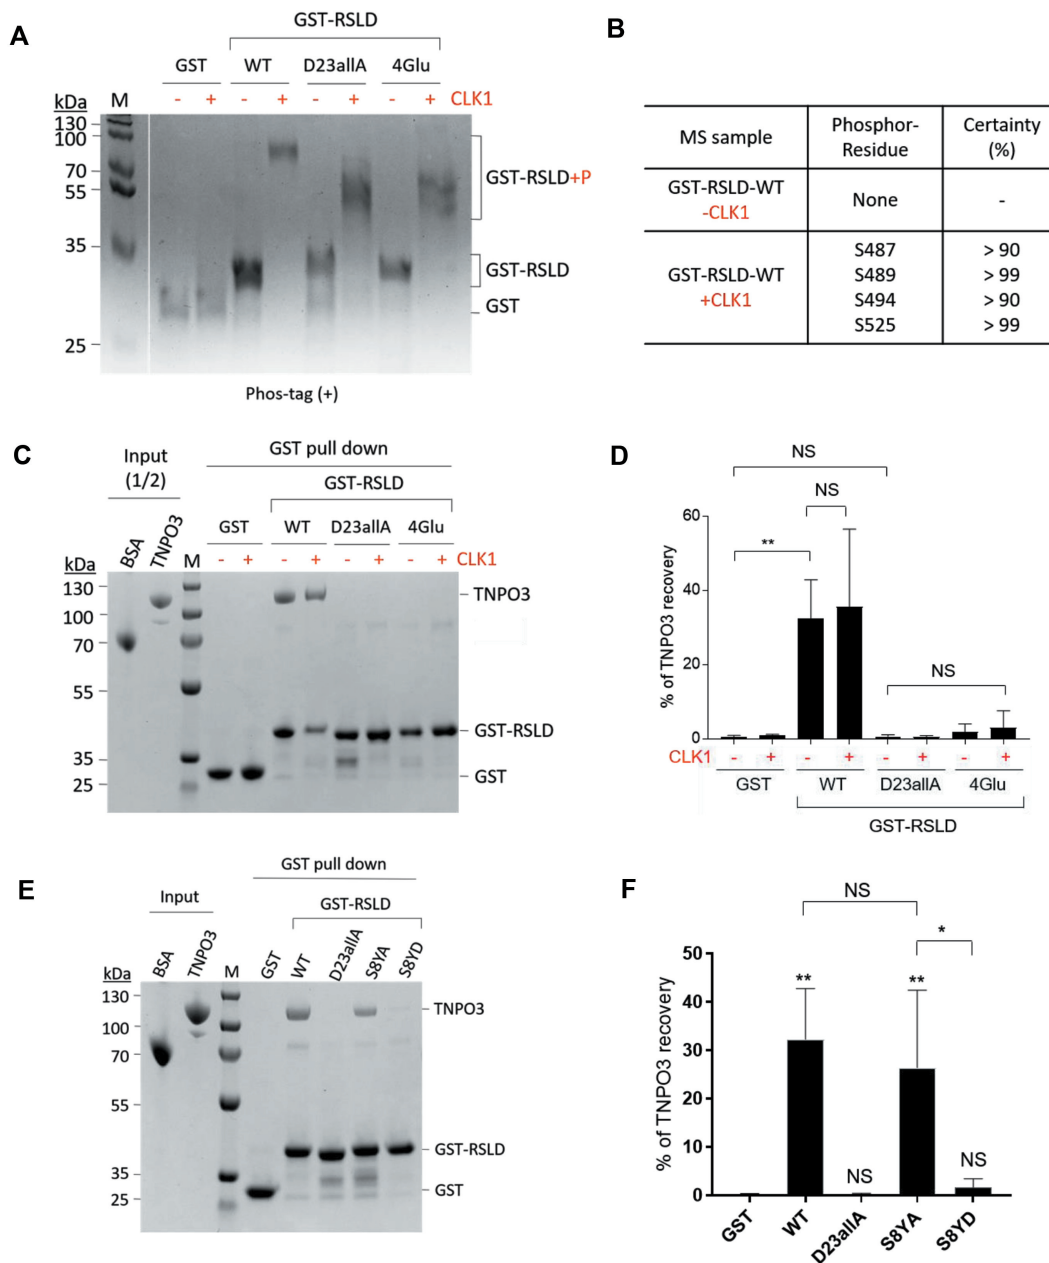 A
GST-RSLD
GST WT D23allA 4Glu
kDa M - + - + - + - + CLK1
130
100
70
55
35
25
GST-RSLD+P
GST-RSLD
GST
Phos-tag (+)
B
MS sample Phosphor-Residue Certainty (%)
GST-RSLD-WT -CLK1 None -
GST-RSLD-WT +CLK1
S487 > 90
S489 > 99
S494 > 90
S525 > 99
C
GST pull down
Input (1/2)
GST-RSLD
GST WT D23allA 4Glu
kDa BSA TNPO3 M - + - + - + - + CLK1
130
100
70
55
35
25
TNPO3
GST-RSLD
GST
D
NS
NS
**
NS
% of TNPO3 recovery
60
40
20
0
CLK1 - + - + - + - +
GST WT D23allA 4Glu
GST-RSLD
E
GST pull down
Input
GST-RSLD
kDa BSA TNPO3 M GST WT D23allA S8YA S8YD
130
100
70
55
35
25
TNPO3
GST-RSLD
GST
F
NS
*
** ** NS NS
% of TNPO3 recovery
50
40
30
20
10
0
GST WT D23allA S8YA S8YD